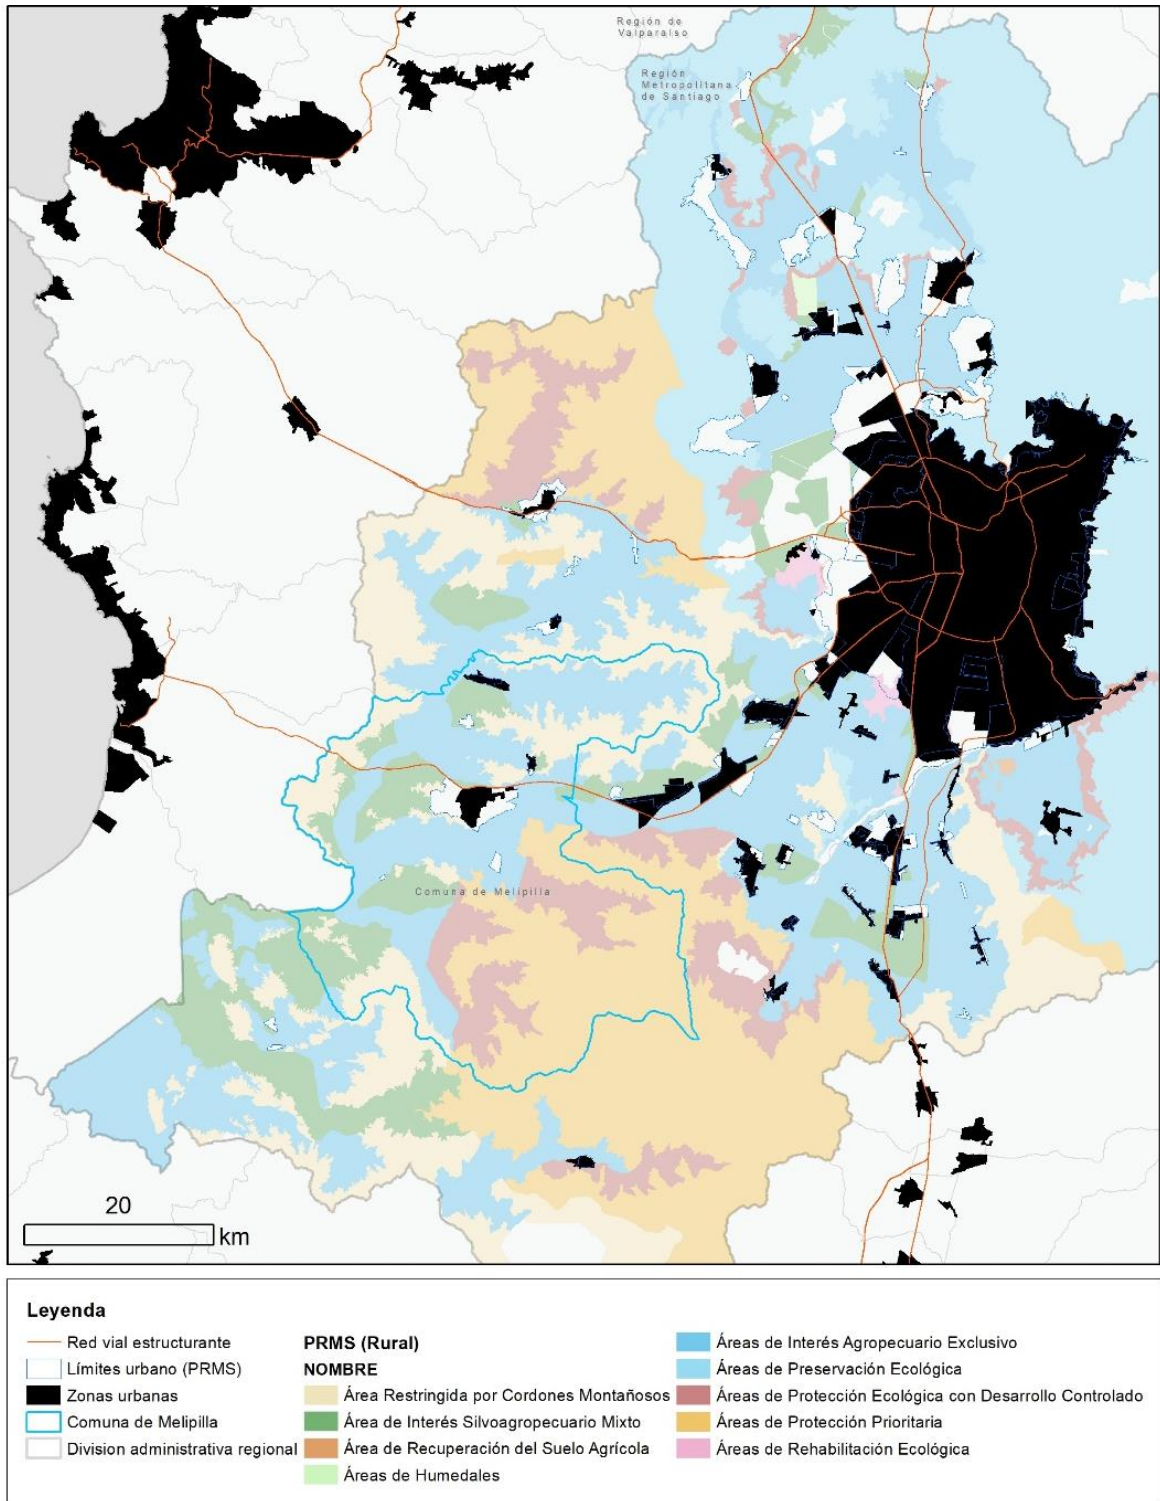 Región de
Valparaíso
Región
Metropolitana
de Santiago
Comuna de Melipilla
20
km
Leyenda
Red vial estructurante
Límites urbano (PRMS)
Zonas urbanas
Comuna de Melipilla
Division administrativa regional
PRMS (Rural)
NOMBRE
Área Restringida por Cordones Montañosos
Área de Interés Silvoagropecuario Mixto
Área de Recuperación del Suelo Agrícola
Áreas de Humedales
Áreas de Interés Agropecuario Exclusivo
Áreas de Preservación Ecológica
Áreas de Protección Ecológica con Desarrollo Controlado
Áreas de Protección Prioritaria
Áreas de Rehabilitación Ecológica